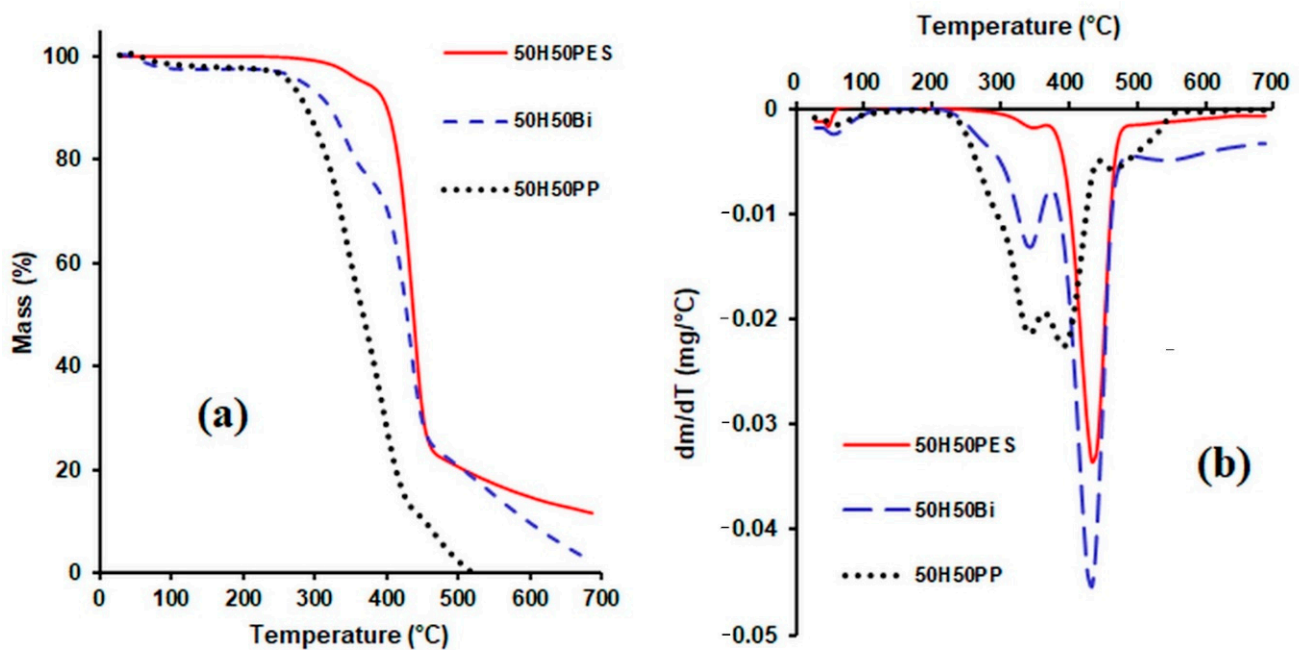 100
80
60
40
20
0
Mass (%)
0 100 200 300 400 500 600 700
Temperature (°C)
50H50PES
50H50Bi
50H50PP
(a)
Temperature (°C)
0 100 200 300 400 500 600 700
0
−0.01
−0.02
−0.03
−0.04
−0.05
dm/dT (mg/°C)
50H50PES
50H50Bi
50H50PP
(b)